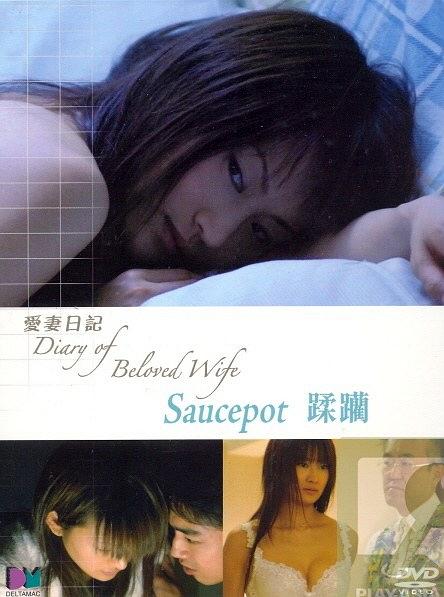 愛妻日記
Diary of
Beloved Wife
Saucepot 蹂躪
DELTAMAC
DVD
VIDEO